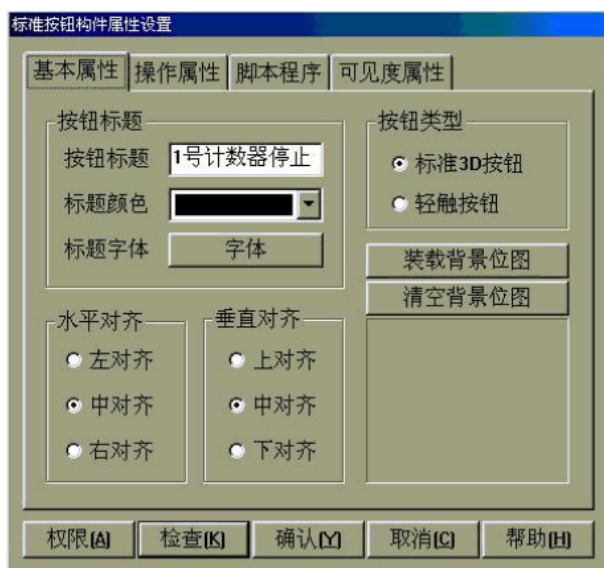 标准按钮构件属性设置
基本属性 操作属性 脚本程序 可见度属性
按钮标题
按钮标题 1号计数器停止
标题颜色
标题字体 字体
按钮类型
标准3D按钮
轻触按钮
装载背景位图
清空背景位图
水平对齐
左对齐
中对齐
右对齐
垂直对齐
上对齐
中对齐
下对齐
权限(A) 检查(K) 确认(Y) 取消(C) 帮助(H)